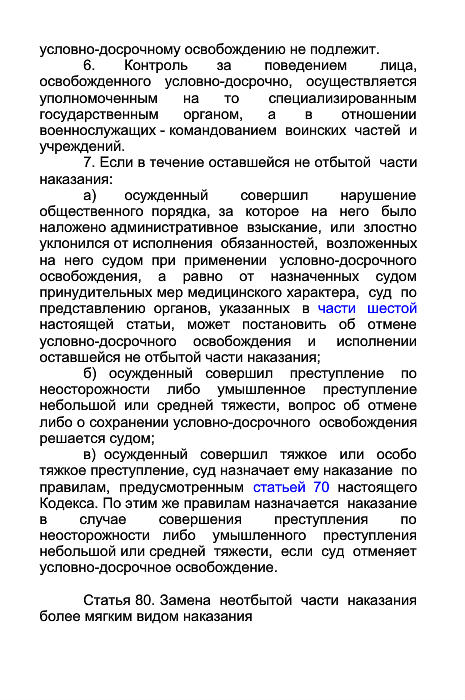 условно-досрочному освобождению не подлежит.
6. Контроль за поведением лица,
освобожденного условно-досрочно, осуществляется
уполномоченным на то специализированным
государственным органом, а в отношении
военнослужащих - командованием воинских частей и
учреждений.
7. Если в течение оставшейся не отбытой части
наказания:
а) осужденный совершил нарушение
общественного порядка, за которое на него было
наложено административное взыскание, или злостно
уклонился от исполнения обязанностей, возложенных
на него судом при применении условно-досрочного
освобождения, а равно от назначенных судом
принудительных мер медицинского характера, суд по
представлению органов, указанных в части шестой
настоящей статьи, может постановить об отмене
условно-досрочного освобождения и исполнении
оставшейся не отбытой части наказания;
б) осужденный совершил преступление по
неосторожности либо умышленное преступление
небольшой или средней тяжести, вопрос об отмене
либо о сохранении условно-досрочного освобождения
решается судом;
в) осужденный совершил тяжкое или особо
тяжкое преступление, суд назначает ему наказание по
правилам, предусмотренным статьей 70 настоящего
Кодекса. По этим же правилам назначается наказание
в случае совершения преступления по
неосторожности либо умышленного преступления
небольшой или средней тяжести, если суд отменяет
условно-досрочное освобождение.
Статья 80. Замена неотбытой части наказания
более мягким видом наказания